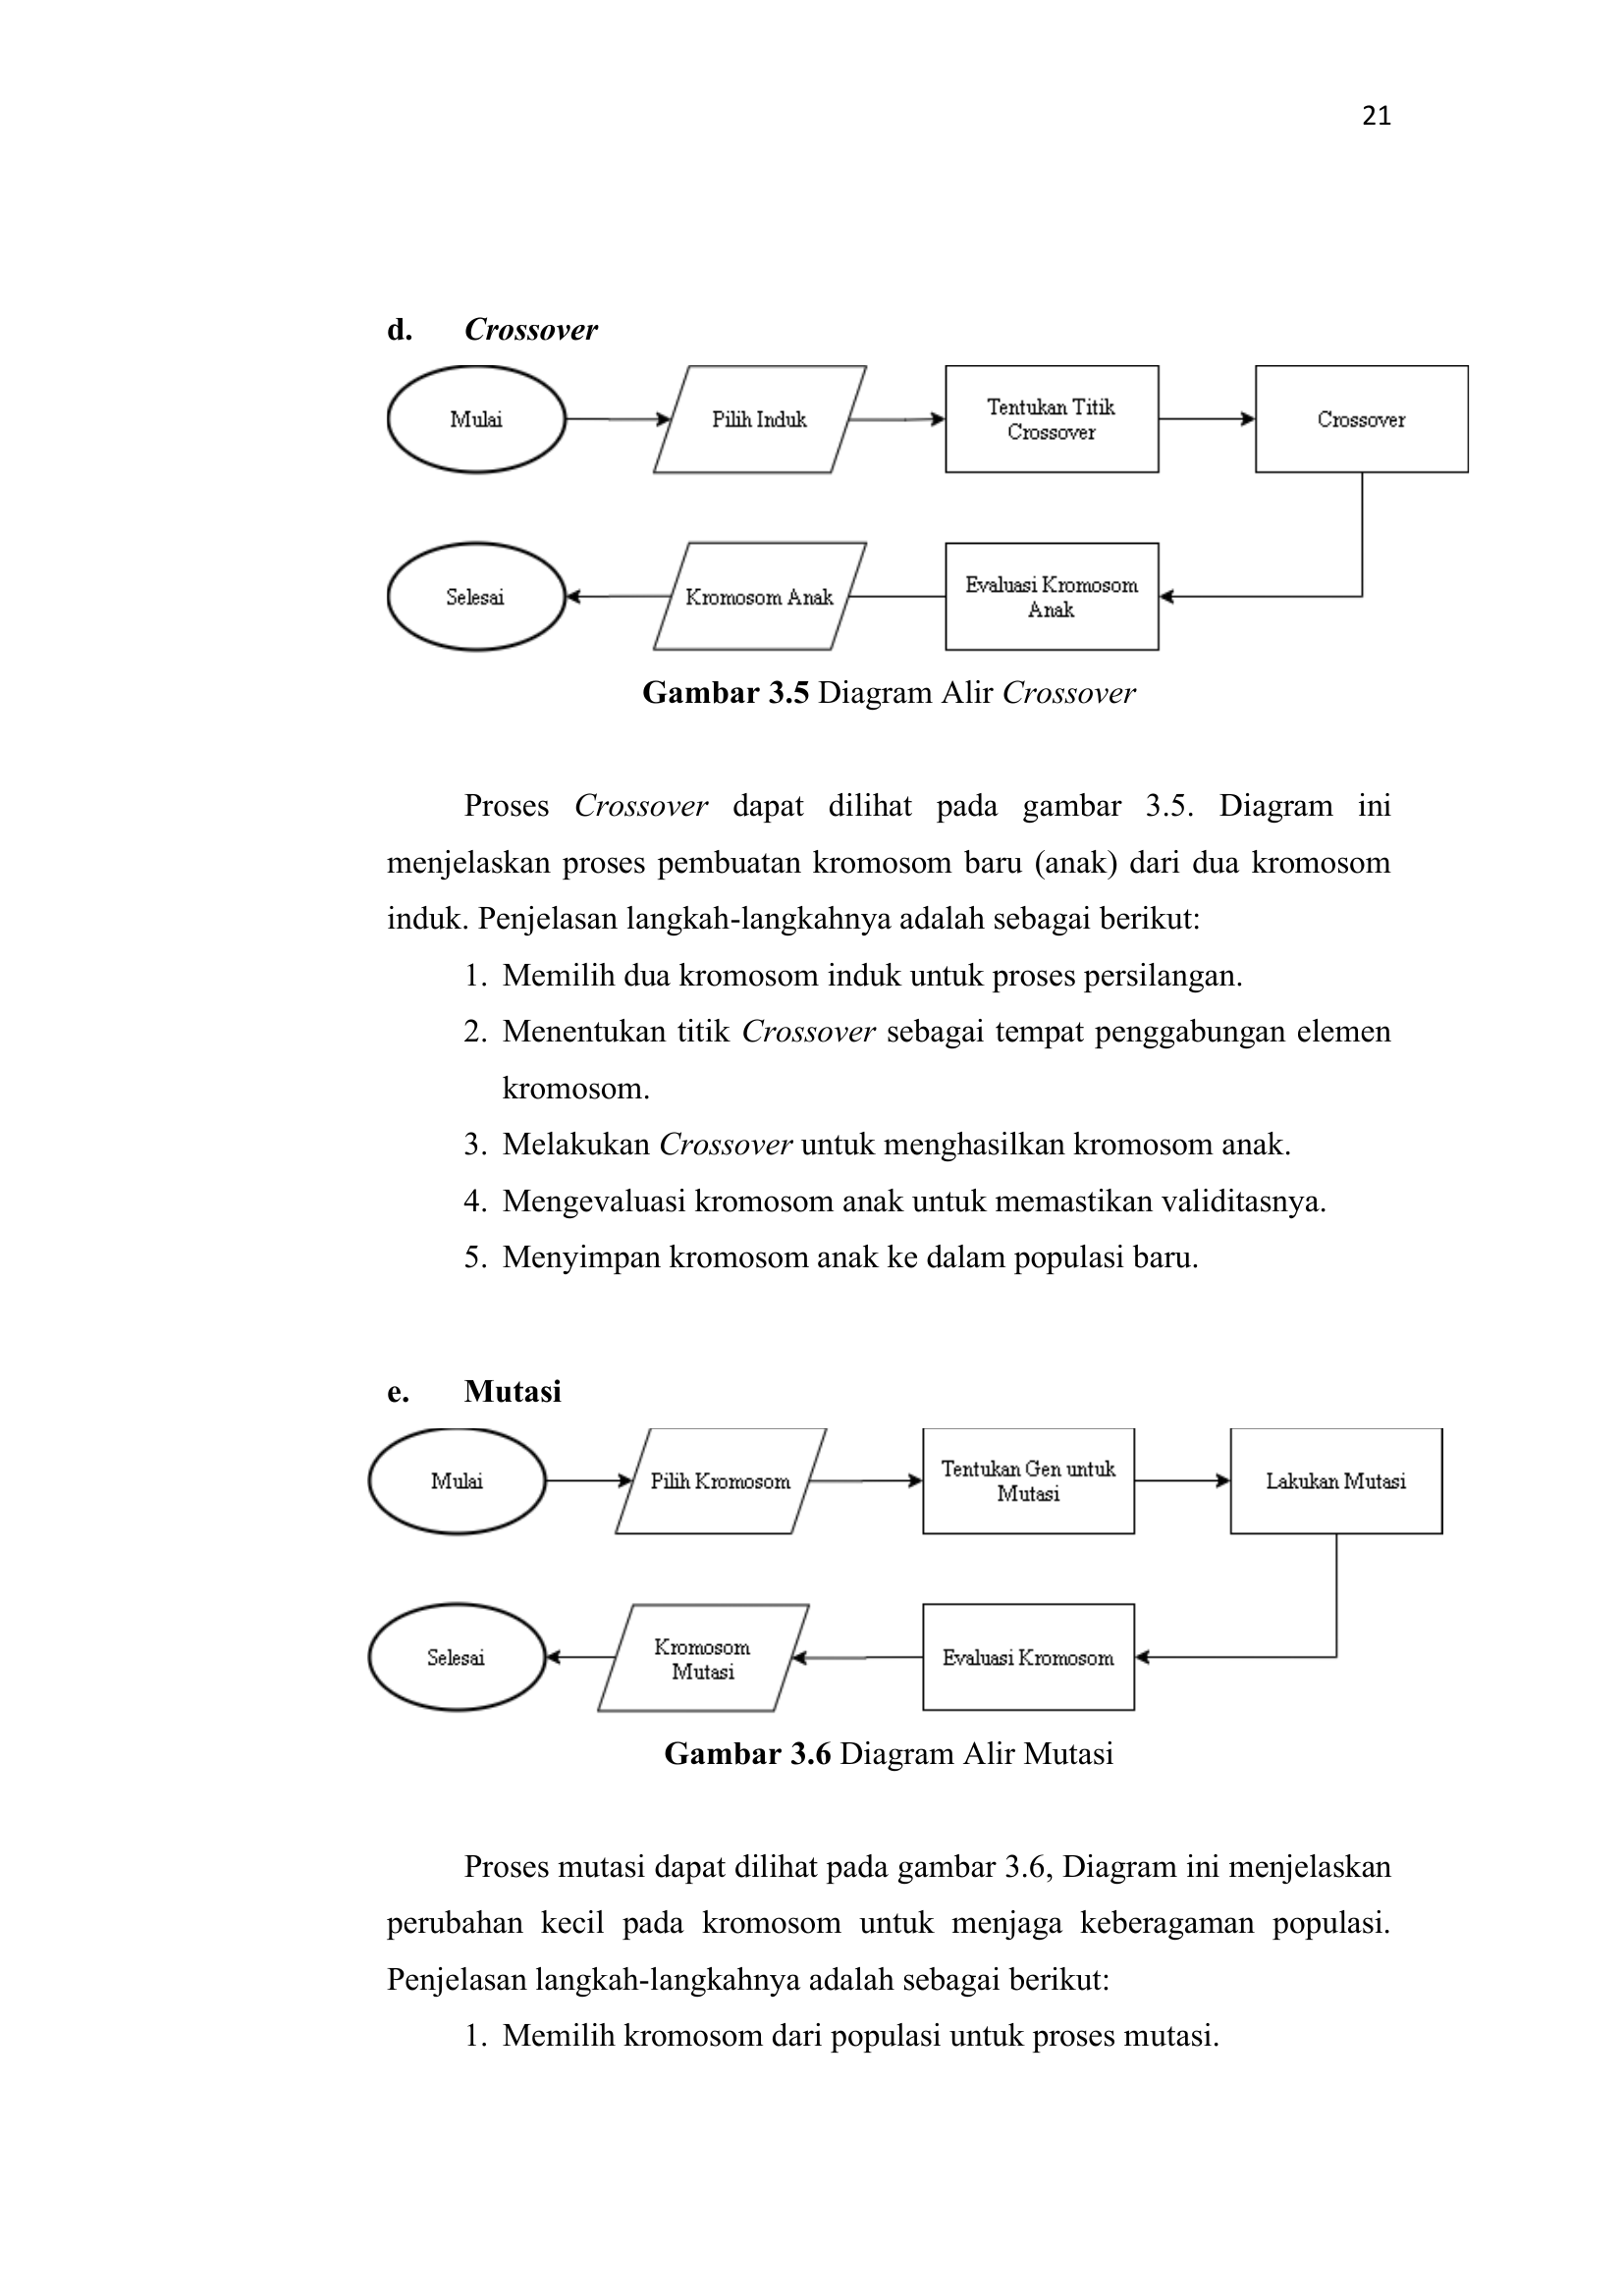 21
d. Crossover
Mulai
Pilih Induk
Tentukan Titik
Crossover
Crossover
Selesai
Kromosom Anak
Evaluasi Kromosom
Anak
Gambar 3.5 Diagram Alir Crossover
Proses Crossover dapat dilihat pada gambar 3.5. Diagram ini
menjelaskan proses pembuatan kromosom baru (anak) dari dua kromosom
induk. Penjelasan langkah-langkahnya adalah sebagai berikut:
1. Memilih dua kromosom induk untuk proses persilangan.
2. Menentukan titik Crossover sebagai tempat penggabungan elemen
kromosom.
3. Melakukan Crossover untuk menghasilkan kromosom anak.
4. Mengevaluasi kromosom anak untuk memastikan validitasnya.
5. Menyimpan kromosom anak ke dalam populasi baru.
e. Mutasi
Mulai
Pilih Kromosom
Tentukan Gen untuk
Mutasi
Lakukan Mutasi
Selesai
Kromosom
Mutasi
Evaluasi Kromosom
Gambar 3.6 Diagram Alir Mutasi
Proses mutasi dapat dilihat pada gambar 3.6, Diagram ini menjelaskan
perubahan kecil pada kromosom untuk menjaga keberagaman populasi.
Penjelasan langkah-langkahnya adalah sebagai berikut:
1. Memilih kromosom dari populasi untuk proses mutasi.